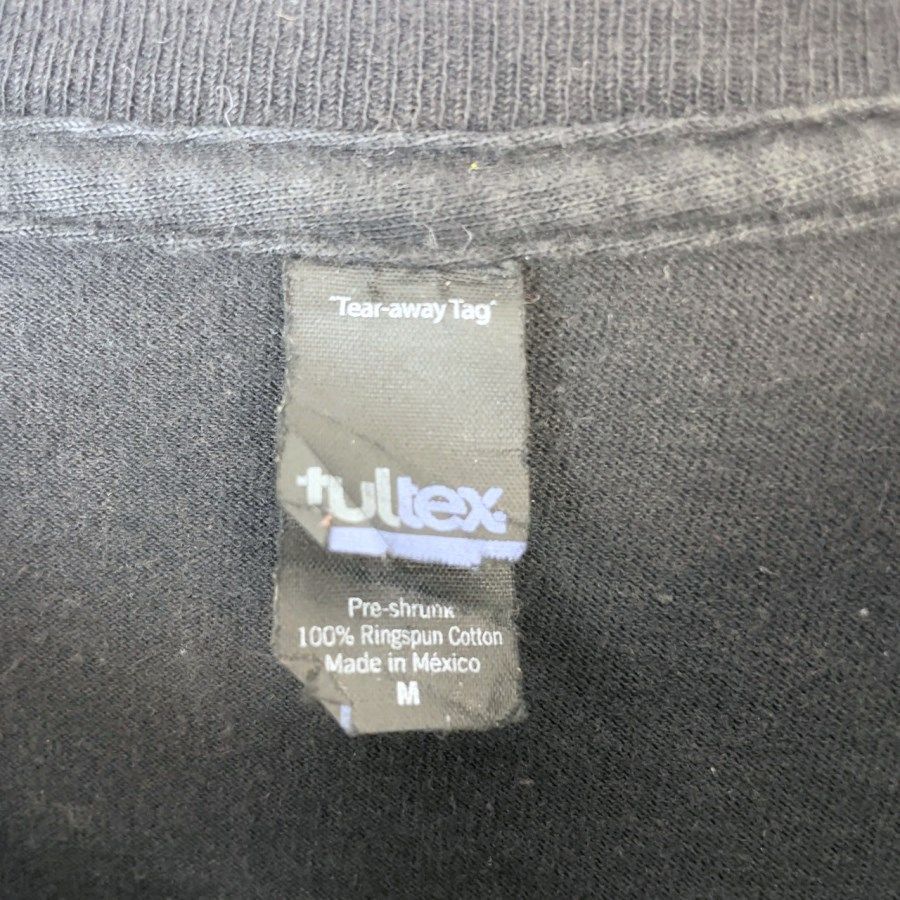 "Tear-away Tag"
tultex
Pre-shrunk
100% Ringspun Cotton
Made in México
M